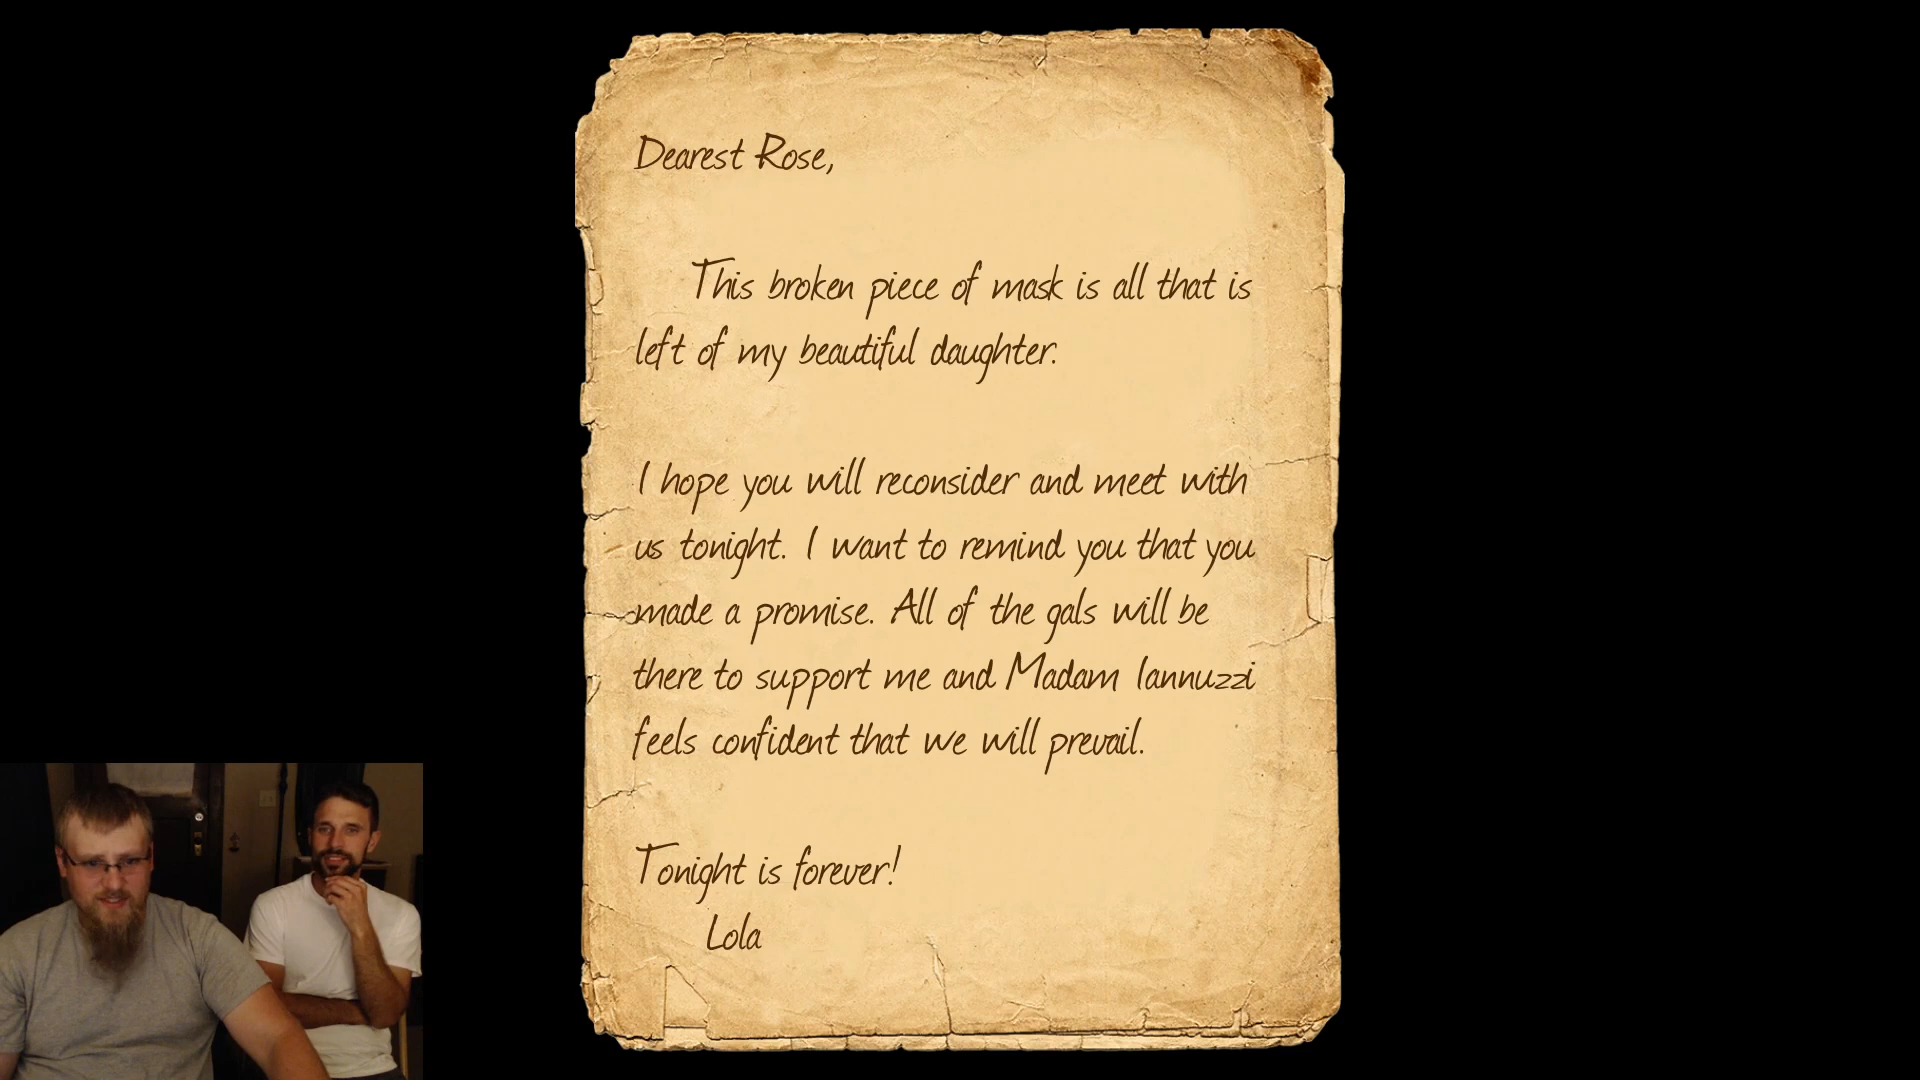 Dearest Rose,
This broken piece of mask is all that is
left of my beautiful daughter.
I hope you will reconsider and meet with
us tonight. I want to remind you that you
made a promise. All of the gals will be
there to support me and Madam Iannuzzi
feels confident that we will prevail.
Tonight is forever!
Lola